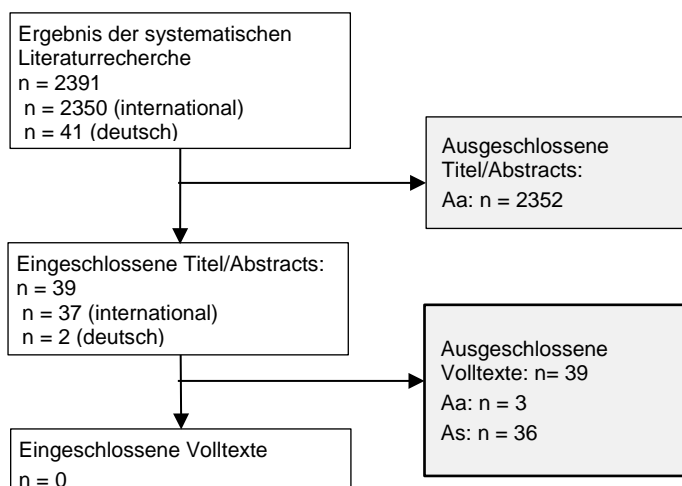 Ergebnis der systematischen
Literaturrecherche
n = 2391
n = 2350 (international)
n = 41 (deutsch)
Ausgeschlossene
Titel/Abstracts:
Aa: n = 2352
Eingeschlossene Titel/Abstracts:
n = 39
n = 37 (international)
n = 2 (deutsch)
Ausgeschlossene
Volltexte: n= 39
Aa: n = 3
As: n = 36
Eingeschlossene Volltexte
n = 0